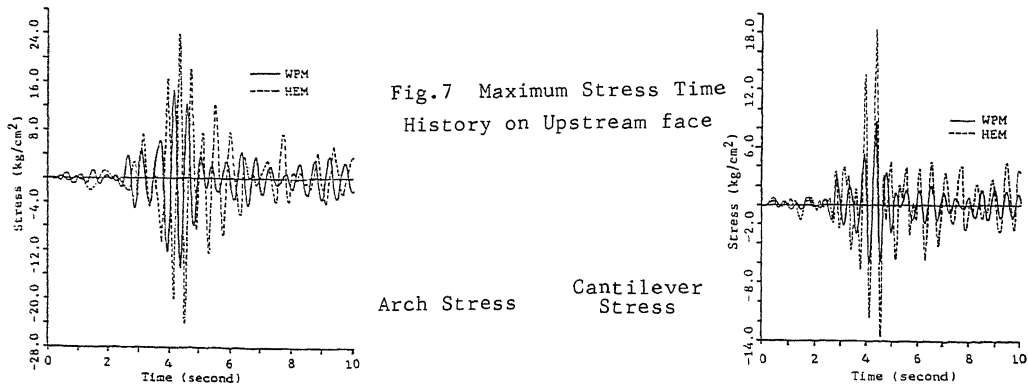 24.0
16.0
8.0
-4.0
-12.0
-20.0
-28.0
Stress (kg/cm²)
WPM
HEM
0 2 4 6 8 10
Time (second)
Fig.7 Maximum Stress Time
History on Upstream face
Arch Stress
Cantilever
Stress
18.0
12.0
6.0
-2.0
-8.0
-14.0
Stress (kg/cm²)
WPM
HEM
0 2 4 6 8 10
Time (second)